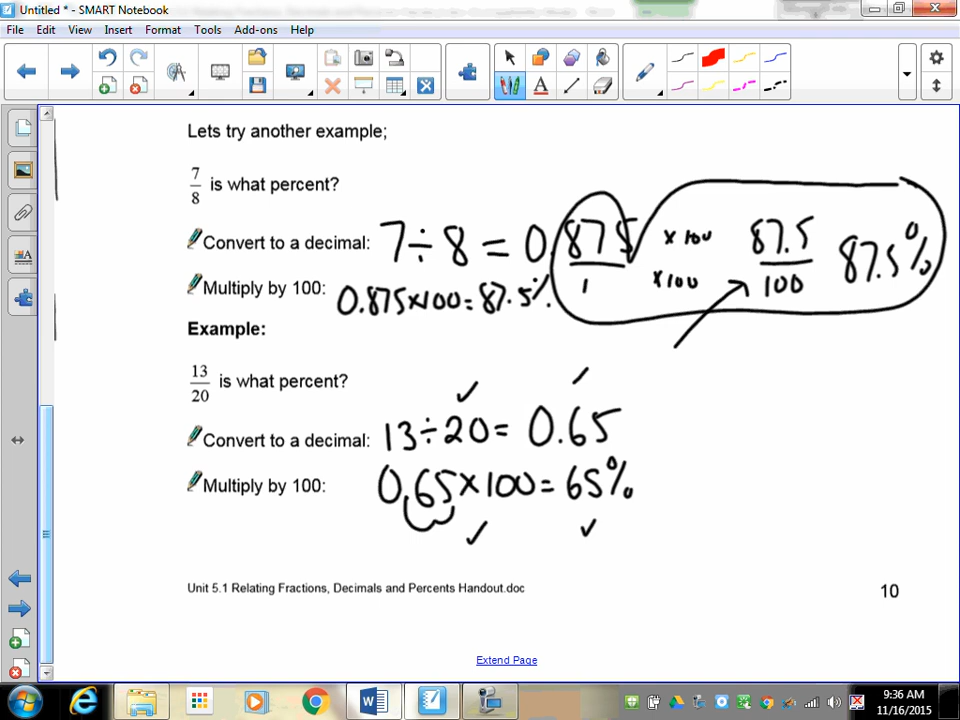 Untitled * - SMART Notebook
File Edit View Insert Format Tools Add-ons Help
Lets try another example;
7/8 is what percent?
Convert to a decimal: 7 ÷ 8 = 0.875
1
x 100
x 100
87.5
100
87.5%
Multiply by 100: 0.875x100=87.5%
Example:
13/20 is what percent?
Convert to a decimal: 13÷20= 0.65
Multiply by 100: 0.65x100=65%
Unit 5.1 Relating Fractions, Decimals and Percents Handout.doc
10
Extend Page
9:36 AM
11/16/2015